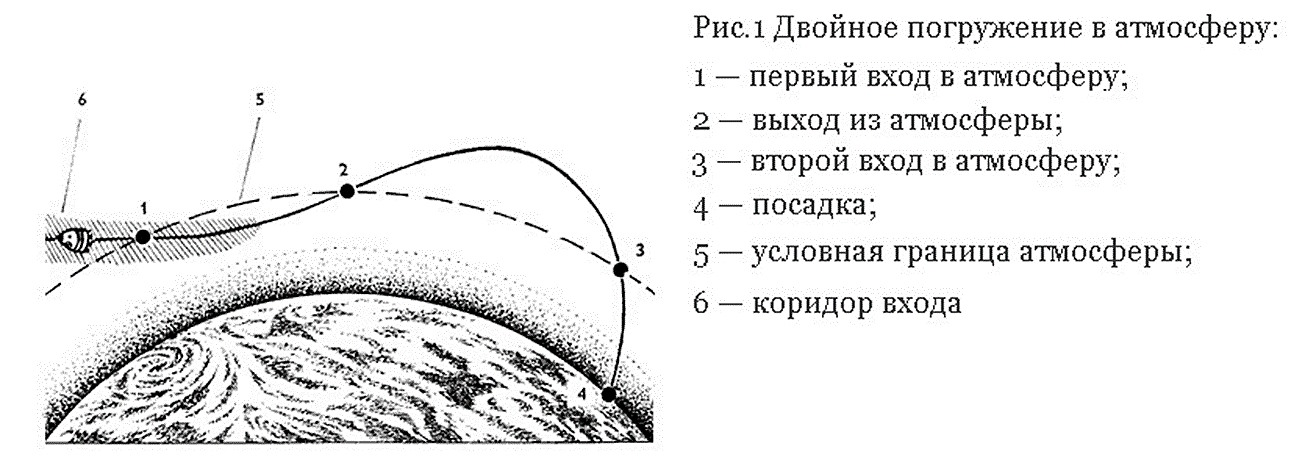 Рис.1 Двойное погружение в атмосферу:
1 — первый вход в атмосферу;
2 — выход из атмосферы;
3 — второй вход в атмосферу;
4 — посадка;
5 — условная граница атмосферы;
6 — коридор входа
6
5
1
2
3
4